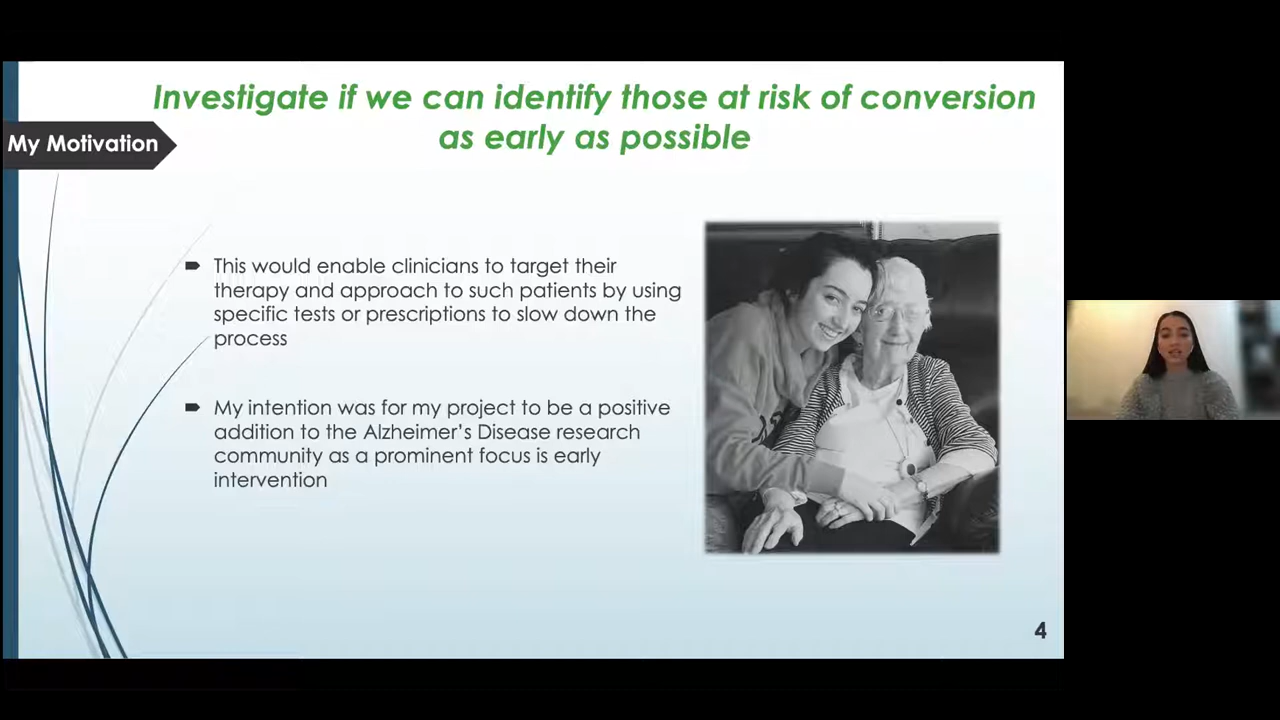 Investigate if we can identify those at risk of conversion
as early as possible
My Motivation
This would enable clinicians to target their
therapy and approach to such patients by using
specific tests or prescriptions to slow down the
process
My intention was for my project to be a positive
addition to the Alzheimer’s Disease research
community as a prominent focus is early
intervention
4